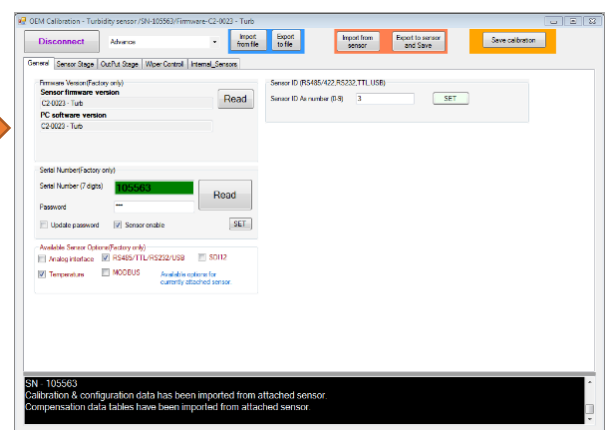 OEM Calibration - Turbidity sensor /SN-105563/Firmware-C2-0023 - Turb
Disconnect
Advance
Import from file
Export to file
Import from sensor
Export to sensor and Save
Save calibration
General
Sensor Stage
OutPut Stage
Wiper Controll
Internal_Sensors
Firmware Version(Factory only)
Sensor firmware version
C2-0023 - Turb
Read
PC software version
C2-0023 - Turb
Sensor ID (RS485/422,RS232,TTL,USB)
Sensor ID As number (0-9)
3
SET
Serial Number(Factory only)
Serial Number (7 digits)
105563
Read
Password
Update password
Sensor enable
SET
Available Sensor Options(Factory only)
Analog interface
RS485/TTL/RS232/USB
SDI12
Temperature
MODBUS
Available options for
currently attached sensor.
SN - 105563
Calibration & configuration data has been imported from attached sensor.
Compensation data tables have been imported from attached sensor.